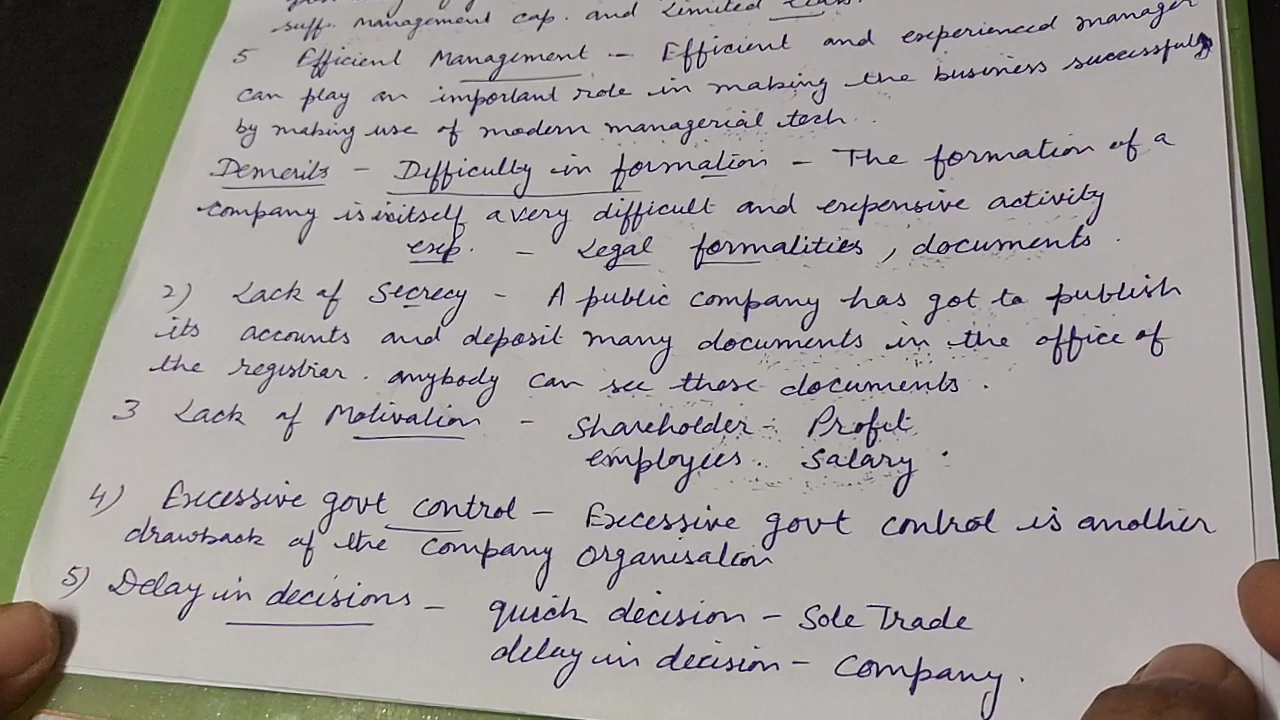 suff. management cap. and Limited
5 Efficient Management - Efficient and experienced manager
can play an important role in making the business successful
by making use of modern managerial tech.
Demerits - Difficulty in formation - The formation of a
company is initself a very difficult and expensive activity
exp. - Legal formalities, documents.
2) Lack of Secrecy - A public company has got to publish
its accounts and deposit many documents in the office of
the registrar. anybody can see these documents.
3 Lack of Motivation - Shareholder - Profit
employees. Salary.
4) Excessive govt control - Excessive govt control is another
drawback of the company organisation
5) Delay in decisions - quick decision - Sole Trade
delay in decision - Company.